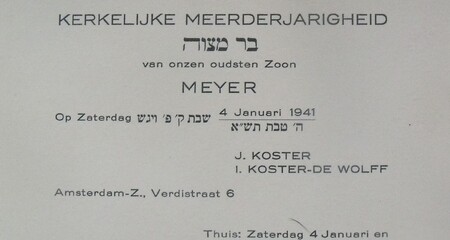 KERKELIJKE MEERDERJARIGHEID
בר מצוה
van onzen oudsten Zoon
MEYER
Op Zaterdag שבת ק׳ פ׳ ויגש 4 Januari 1941
ה׳ טבת תש״א
J. KOSTER
I. KOSTER-DE WOLFF
Amsterdam-Z., Verdistraat 6
Thuis: Zaterdag 4 Januari en